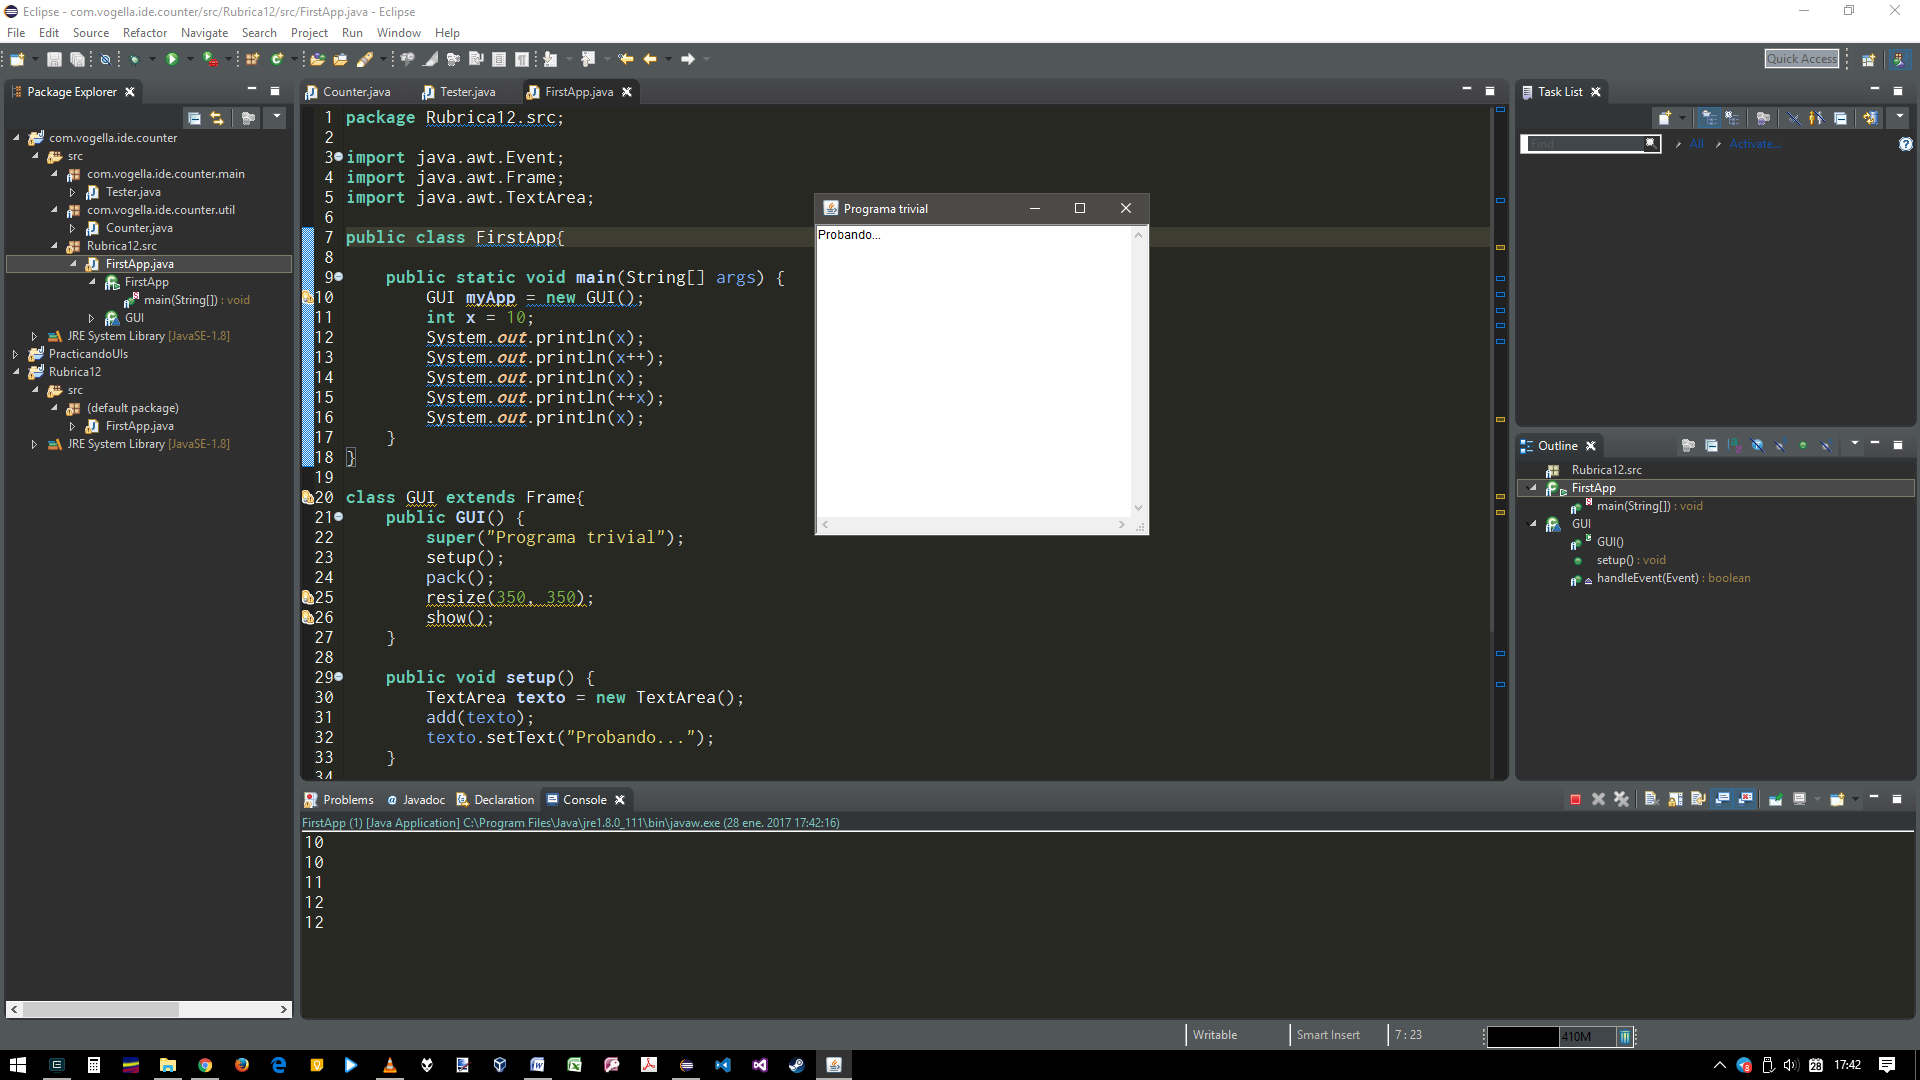 Eclipse - com.vogella.ide.counter/src/Rubrica12/src/FirstApp.java - Eclipse
File Edit Source Refactor Navigate Search Project Run Window Help
Quick Access
Package Explorer
com.vogella.ide.counter
src
com.vogella.ide.counter.main
Tester.java
com.vogella.ide.counter.util
Counter.java
Rubrica12.src
FirstApp.java
FirstApp
main(String[]) : void
GUI
JRE System Library [JavaSE-1.8]
PracticandoUIs
Rubrica12
src
(default package)
FirstApp.java
JRE System Library [JavaSE-1.8]
Counter.java Tester.java FirstApp.java
1 package Rubrica12.src;
2
3 import java.awt.Event;
4 import java.awt.Frame;
5 import java.awt.TextArea;
6
7 public class FirstApp{
8
9 public static void main(String[] args) {
10 GUI myApp = new GUI();
11 int x = 10;
12 System.out.println(x);
13 System.out.println(x++);
14 System.out.println(x);
15 System.out.println(++x);
16 System.out.println(x);
17 }
18 }
19
20 class GUI extends Frame{
21 public GUI() {
22 super("Programa trivial");
23 setup();
24 pack();
25 resize(350, 350);
26 show();
27 }
28
29 public void setup() {
30 TextArea texto = new TextArea();
31 add(texto);
32 texto.setText("Probando...");
33 }
34
Programa trivial
Probando...
Task List
Find All Activate...
Outline
Rubrica12.src
FirstApp
main(String[]) : void
GUI
GUI()
setup() : void
handleEvent(Event) : boolean
Problems @ Javadoc Declaration Console
FirstApp (1) [Java Application] C:\Program Files\Java\jre1.8.0_111\bin\javaw.exe (28 ene. 2017 17:42:16)
10
10
11
12
12
Writable Smart Insert 7 : 23 410M
28 17:42